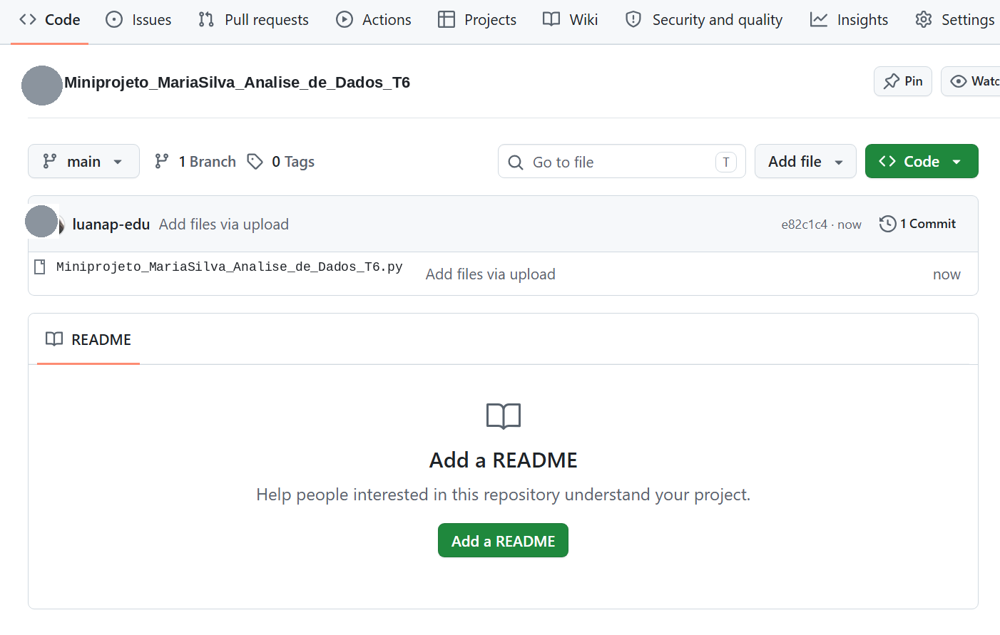 Code Issues Pull requests Actions Projects Wiki Security and quality Insights Settings
Miniprojeto_MariaSilva_Analise_de_Dados_T6 Pin Watc
main 1 Branch 0 Tags Go to file T Add file Code
luanap-edu Add files via upload e82c1c4 · now 1 Commit
Miniprojeto_MariaSilva_Analise_de_Dados_T6.py Add files via upload now
README
Add a README
Help people interested in this repository understand your project.
Add a README